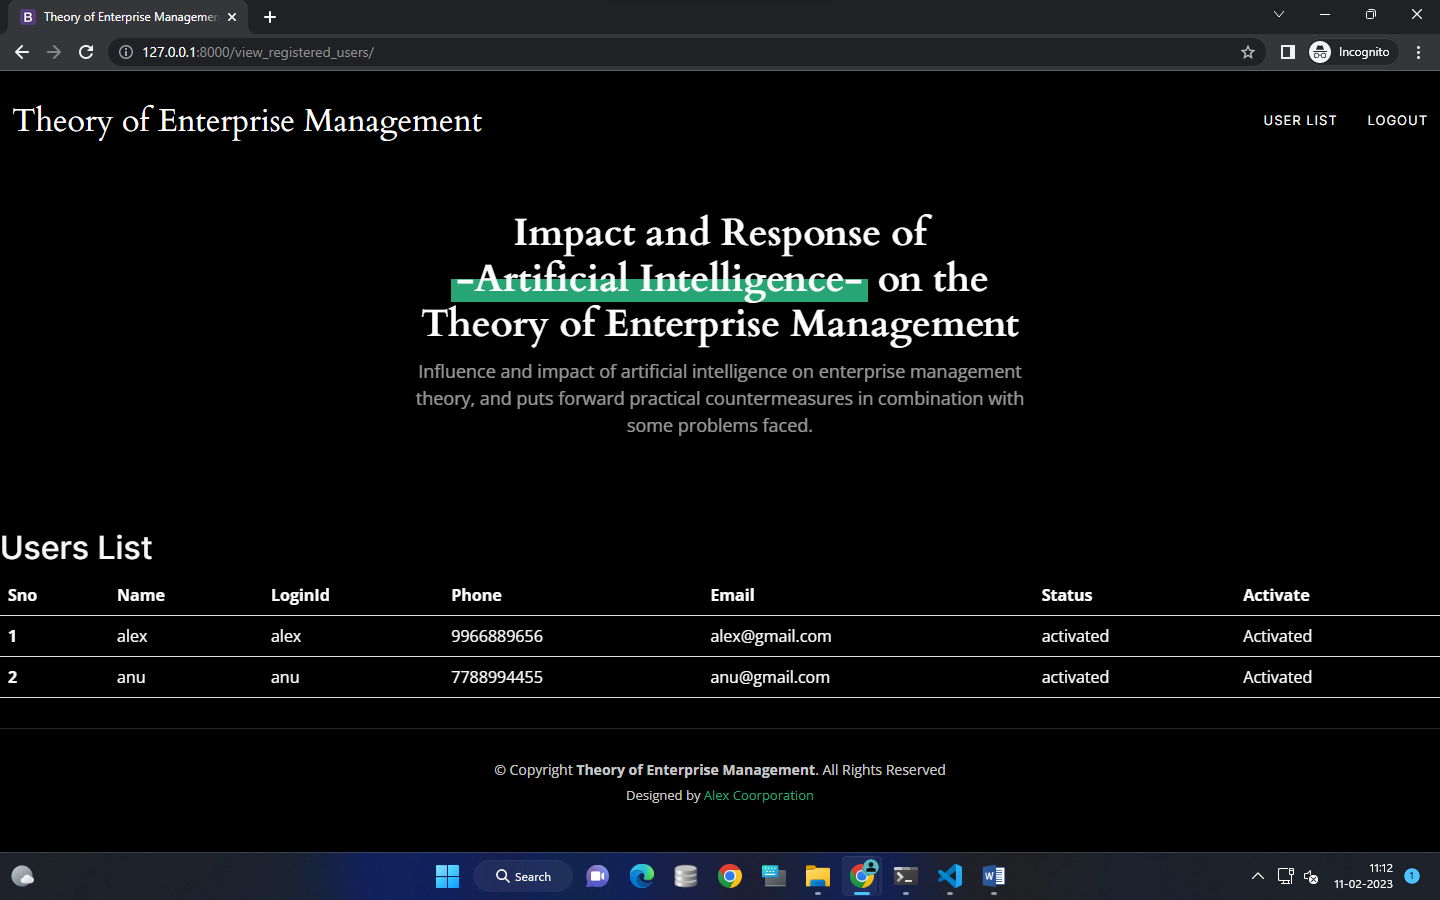 Theory of Enterprise Managemen
127.0.0.1:8000/view_registered_users/
Incognito
Theory of Enterprise Management
USER LIST LOGOUT
Impact and Response of
-Artificial Intelligence- on the
Theory of Enterprise Management
Influence and impact of artificial intelligence on enterprise management
theory, and puts forward practical countermeasures in combination with
some problems faced.
Users List
Sno Name LoginId Phone Email Status Activate
1 alex alex 9966889656 alex@gmail.com activated Activated
2 anu anu 7788994455 anu@gmail.com activated Activated
© Copyright Theory of Enterprise Management. All Rights Reserved
Designed by Alex Coorporation
Search
11:12
11-02-2023
1